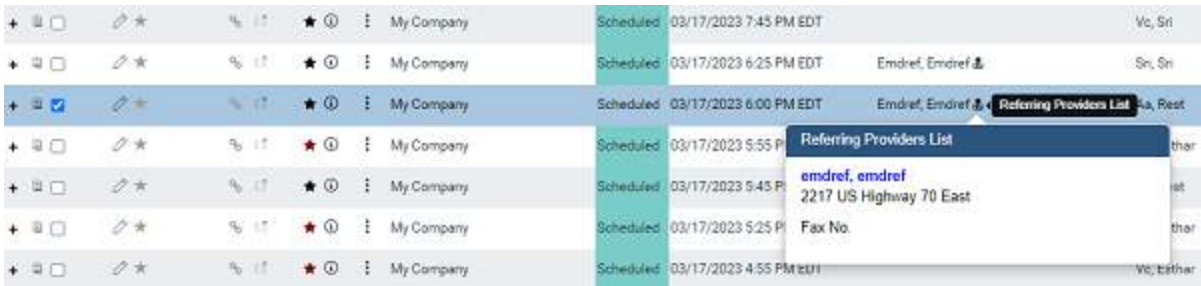 My Company Scheduled 03/17/2023 7:45 PM EDT Vc, Sri
My Company Scheduled 03/17/2023 6:25 PM EDT Emdref, Emdref Sri, Sri
My Company Scheduled 03/17/2023 6:00 PM EDT Emdref, Emdref Referring Providers List Aa, Rest
My Company Scheduled 03/17/2023 5:55 P
Referring Providers List
thar
My Company Scheduled 03/17/2023 5:45 P
emdref, emdref
2217 US Highway 70 East
My Company Scheduled 03/17/2023 5:25 P
Fax No.
thar
My Company Scheduled 03/17/2023 4:55 PM EDT Vc, Esthar